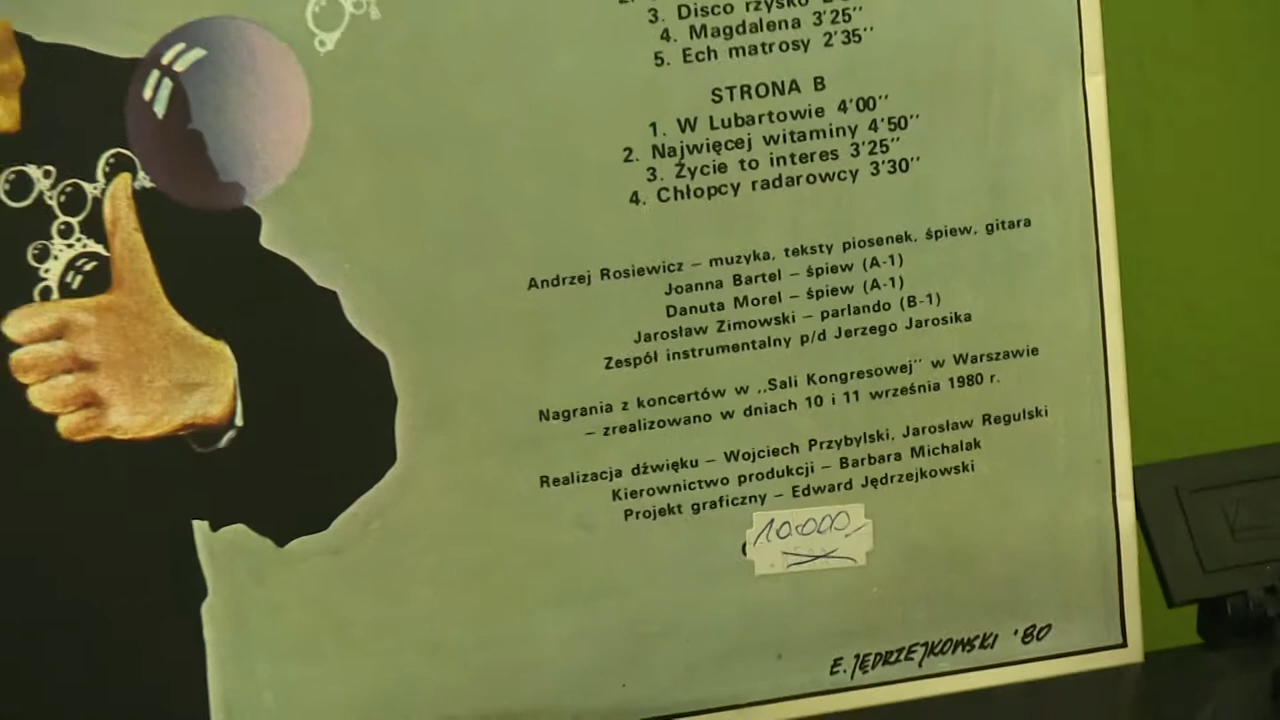 3. Disco rzysko
4. Magdalena 3'25''
5. Ech matrosy 2'35''
STRONA B
1. W Lubartowie 4'00''
2. Najwięcej witaminy 4'50''
3. Życie to interes 3'25''
4. Chłopcy radarowcy 3'30''
Andrzej Rosiewicz – muzyka, teksty piosenek, śpiew, gitara
Joanna Bartel – śpiew (A-1)
Danuta Morel – śpiew (A-1)
Jarosław Zimowski – parlando (B-1)
Zespół instrumentalny p/d Jerzego Jarosika
Nagrania z koncertów w ,,Sali Kongresowej'' w Warszawie
– zrealizowano w dniach 10 i 11 września 1980 r.
Realizacja dźwięku – Wojciech Przybylski, Jarosław Regulski
Kierownictwo produkcji – Barbara Michalak
Projekt graficzny – Edward Jędrzejkowski
10.000,
E. JĘDRZEJKOWSKI '80